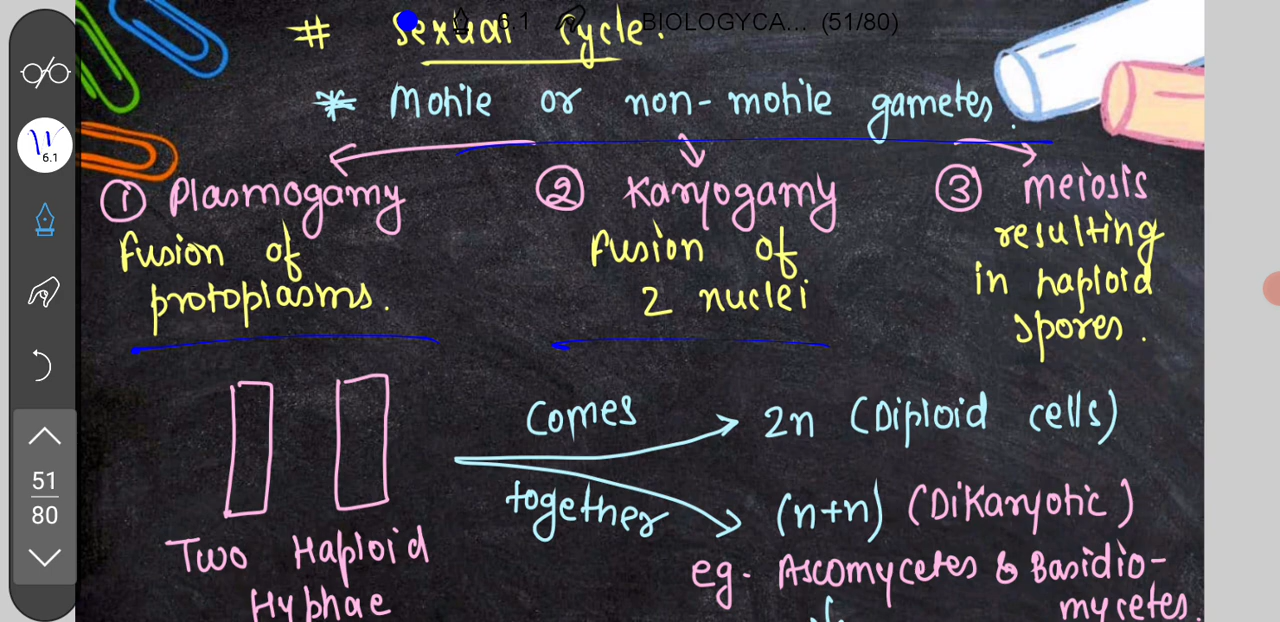 6.1 BIOLOGYCA... (51/80)
# Sexual Cycle.
* Motile or non-motile gametes.
① Plasmogamy ② Karyogamy ③ Meiosis
Fusion of
protoplasms.
Fusion of
2 nuclei
resulting
in haploid
spores.
6.1
51
80
Two Haploid
Hyphae
Comes
together
2n (Diploid cells)
(n+n) (Dikaryotic)
eg. Ascomycetes & Basidio-
mycetes.